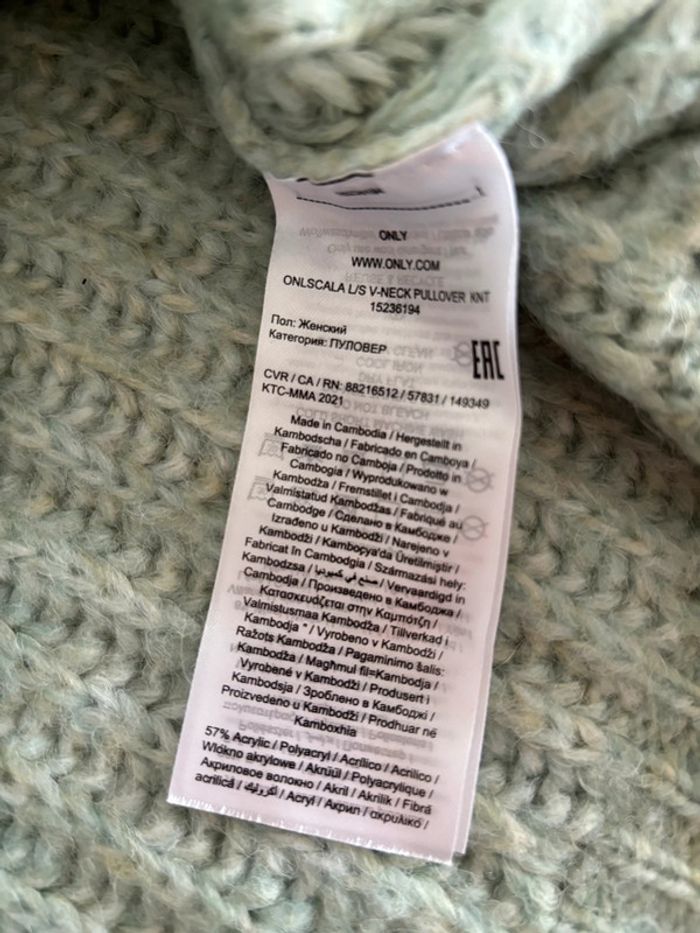 ONLY
WWW.ONLY.COM
ONLSCALA L/S V-NECK PULLOVER KNT
15236194
Пол: Женский
Категория: ПУЛОВЕР
EAC
CVR / CA / RN: 88216512 / 57831 / 149349
KTC-MMA 2021
Made in Cambodia / Hergestellt in
Kambodscha / Fabricado en Camboya /
Fabricado no Camboja / Prodotto in
Cambogia / Wyprodukowano w
Kambodża / Fremstillet i Cambodja /
Valmistatud Kambodžas / Fabriqué au
Cambodge / Сделано в Камбодже /
Izrađeno u Kambodži / Narejeno v
Kambodži / Kamboçya'da Üretilmiştir /
Fabricat în Cambodgia / Származási hely:
Kambodzsa / صنع في كمبوديا / Vervaardigd in
Cambodja / Произведено в Камбоджа /
Κατασκευάζεται στην Καμπότζη /
Valmistusmaa Kambodža / Tillverkad i
Kambodja " / Vyrobeno v Kambodži /
Ražots Kambodža / Pagaminimo šalis:
Kambodža / Magħmul fil=Kambodja /
Vyrobené v Kambodži / Produsert i
Kambodsja / Зроблено в Камбоджі /
Proizvedeno u Kambodži / Prodhuar në
Kamboxhia
57% Acrylic / Polyacryl / Acrílico / Acrilico /
Włókno akrylowe / Akrüül / Polyacrylique /
Акриловое волокно / Akril / Akrilik / Fibră
acrilică / أكريليك / Acryl / Акрил / ακρυλικό /